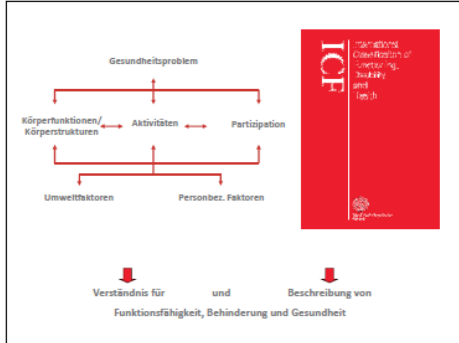 Gesundheitsproblem
Körperfunktionen/
Körperstrukturen
Aktivitäten
Partizipation
Umweltfaktoren
Personbez. Faktoren
ICF
International
Classification of
Functioning,
Disability
and
Health
Verständnis für und Beschreibung von
Funktionsfähigkeit, Behinderung und Gesundheit